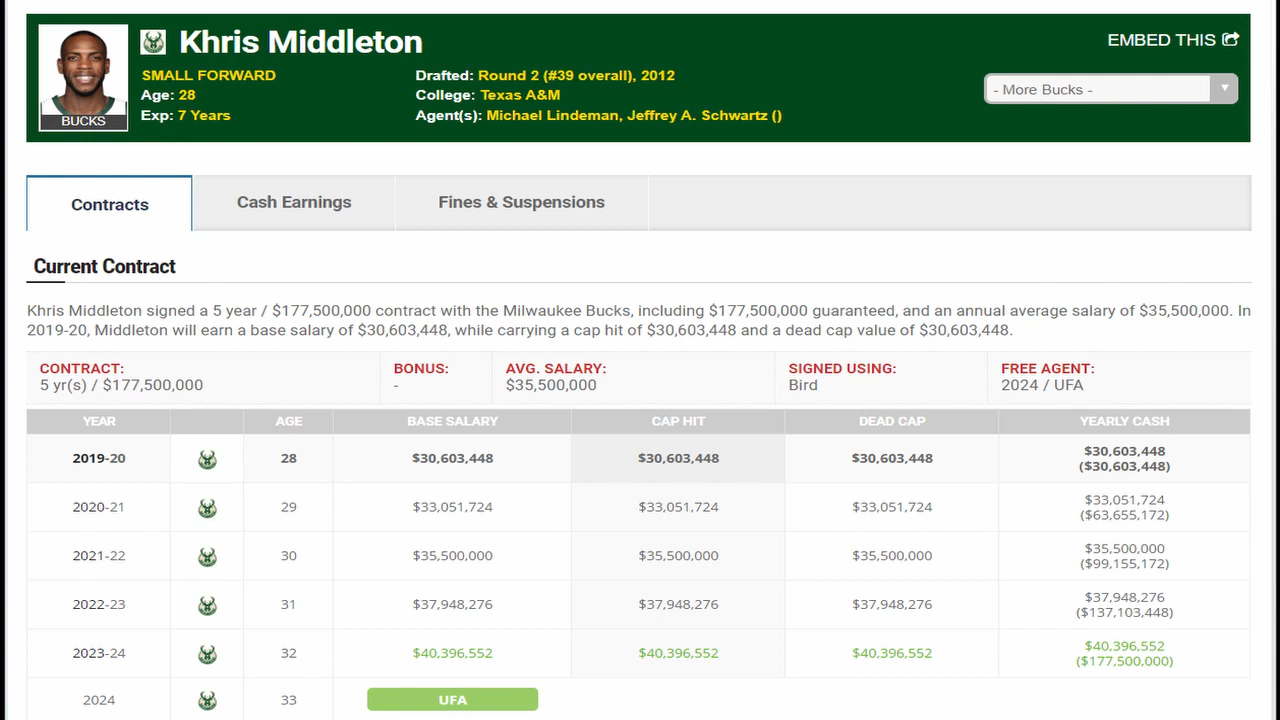 Khris Middleton
EMBED THIS
SMALL FORWARD
Drafted: Round 2 (#39 overall), 2012
- More Bucks -
Age: 28
College: Texas A&M
Exp: 7 Years
Agent(s): Michael Lindeman, Jeffrey A. Schwartz ()
BUCKS
Contracts
Cash Earnings
Fines & Suspensions
Current Contract
Khris Middleton signed a 5 year / $177,500,000 contract with the Milwaukee Bucks, including $177,500,000 guaranteed, and an annual average salary of $35,500,000. In
2019-20, Middleton will earn a base salary of $30,603,448, while carrying a cap hit of $30,603,448 and a dead cap value of $30,603,448.
CONTRACT: BONUS: AVG. SALARY: SIGNED USING: FREE AGENT:
5 yr(s) / $177,500,000 - $35,500,000 Bird 2024 / UFA
YEAR AGE BASE SALARY CAP HIT DEAD CAP YEARLY CASH
2019-20 28 $30,603,448 $30,603,448 $30,603,448 $30,603,448
($30,603,448)
2020-21 29 $33,051,724 $33,051,724 $33,051,724 $33,051,724
($63,655,172)
2021-22 30 $35,500,000 $35,500,000 $35,500,000 $35,500,000
($99,155,172)
2022-23 31 $37,948,276 $37,948,276 $37,948,276 $37,948,276
($137,103,448)
2023-24 32 $40,396,552 $40,396,552 $40,396,552 $40,396,552
($177,500,000)
2024 33 UFA